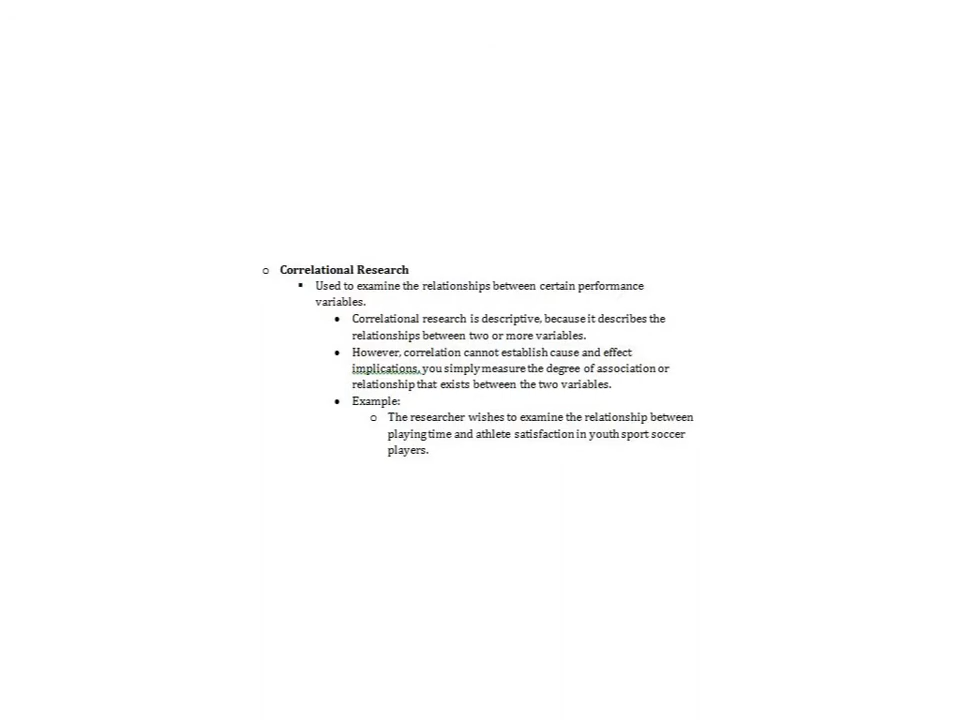 o Correlational Research
▪ Used to examine the relationships between certain performance
variables.
• Correlational research is descriptive, because it describes the
relationships between two or more variables.
• However, correlation cannot establish cause and effect
implications, you simply measure the degree of association or
relationship that exists between the two variables.
• Example:
o The researcher wishes to examine the relationship between
playing time and athlete satisfaction in youth sport soccer
players.